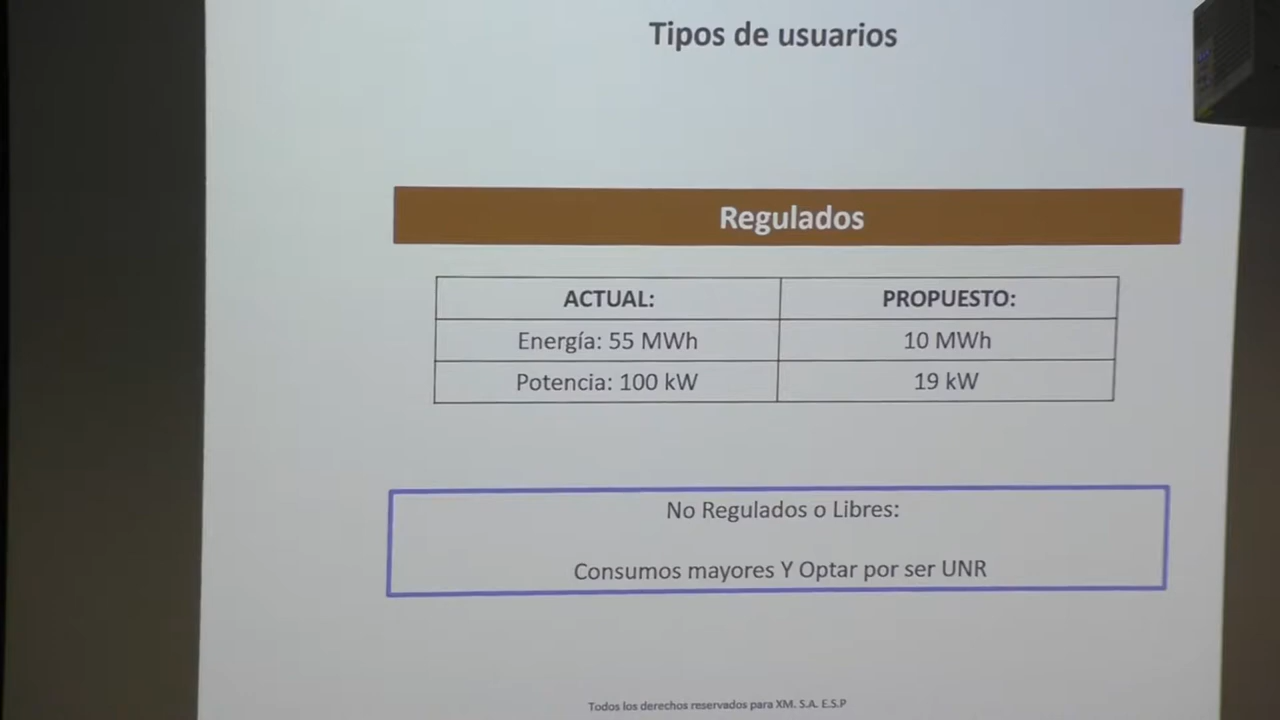 Tipos de usuarios
Regulados
ACTUAL: PROPUESTO:
Energía: 55 MWh 10 MWh
Potencia: 100 kW 19 kW
No Regulados o Libres:
Consumos mayores Y Optar por ser UNR
Todos los derechos reservados para XM. S.A. E.S.P